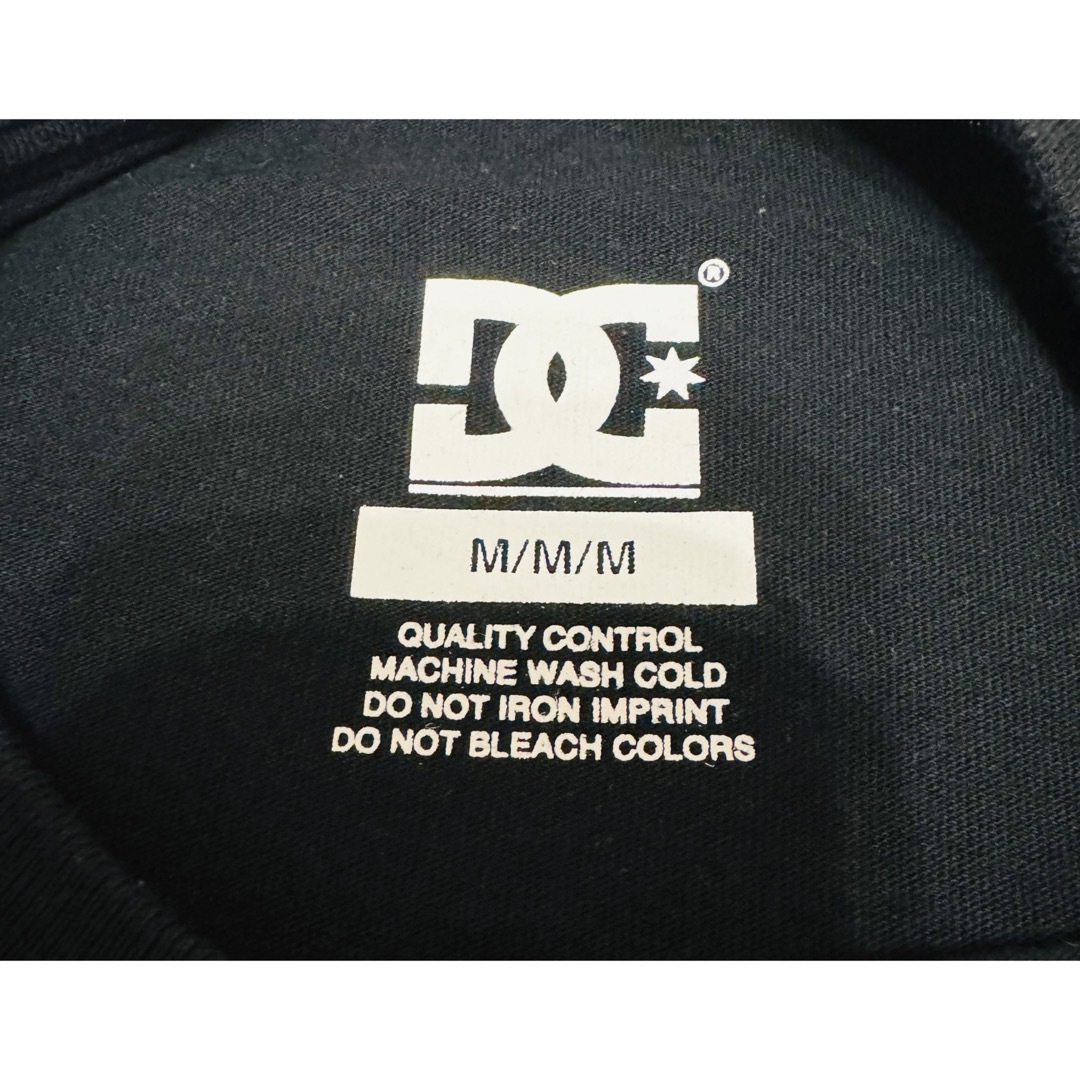 DC®
M/M/M
QUALITY CONTROL
MACHINE WASH COLD
DO NOT IRON IMPRINT
DO NOT BLEACH COLORS